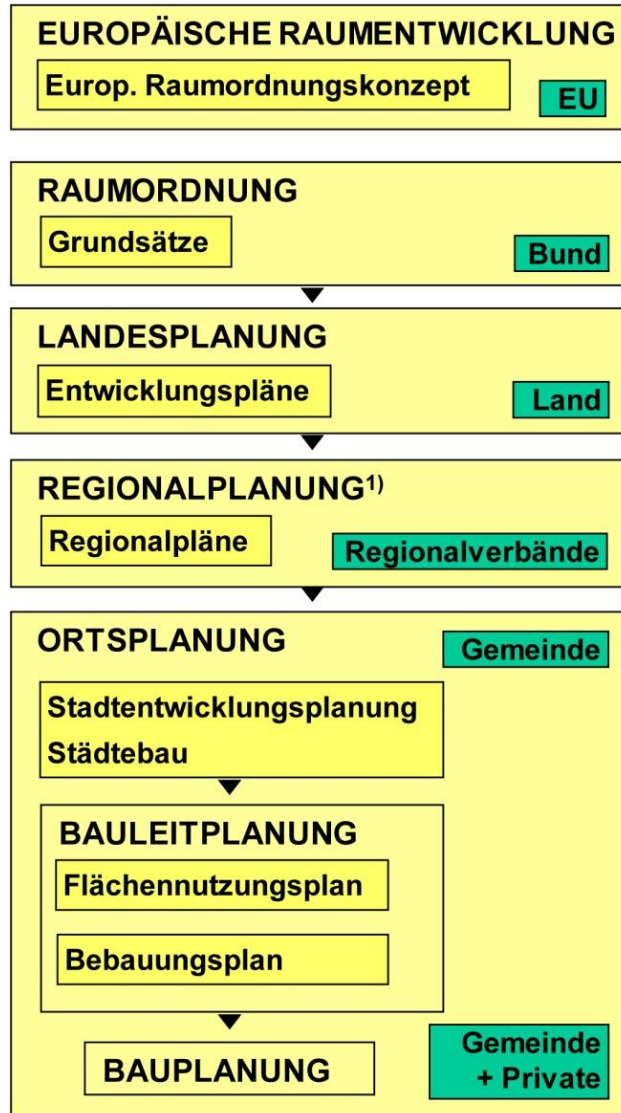 EUROPÄISCHE RAUMENTWICKLUNG
Europ. Raumordnungskonzept
EU
RAUMORDNUNG
Grundsätze
Bund
LANDESPLANUNG
Entwicklungspläne
Land
REGIONALPLANUNG¹⁾
Regionalpläne
Regionalverbände
ORTSPLANUNG
Gemeinde
Stadtentwicklungsplanung
Städtebau
BAULEITPLANUNG
Flächennutzungsplan
Bebauungsplan
BAUPLANUNG
Gemeinde
+ Private